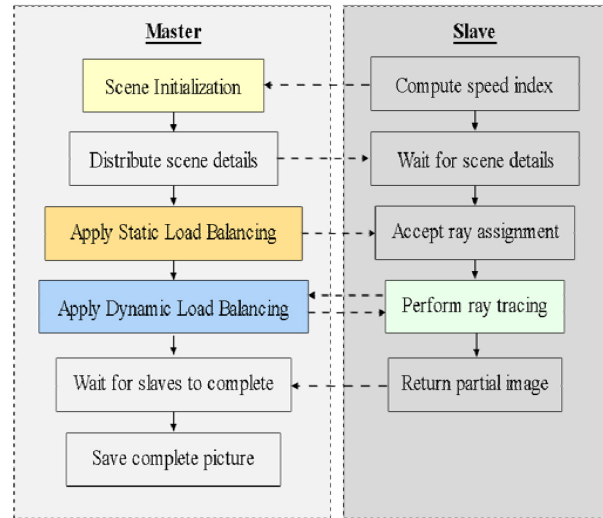 Master
Scene Initialization
Distribute scene details
Apply Static Load Balancing
Apply Dynamic Load Balancing
Wait for slaves to complete
Save complete picture
Slave
Compute speed index
Wait for scene details
Accept ray assignment
Perform ray tracing
Return partial image